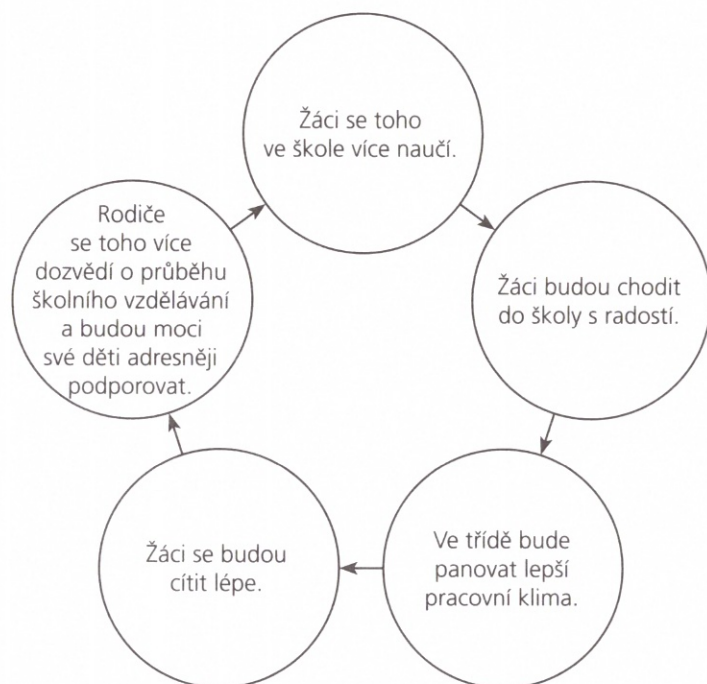 Žáci se toho
ve škole více naučí.
Žáci budou chodit
do školy s radostí.
Ve třídě bude
panovat lepší
pracovní klima.
Žáci se budou
cítit lépe.
Rodiče
se toho více
dozvědí o průběhu
školního vzdělávání
a budou moci
své děti adresněji
podporovat.